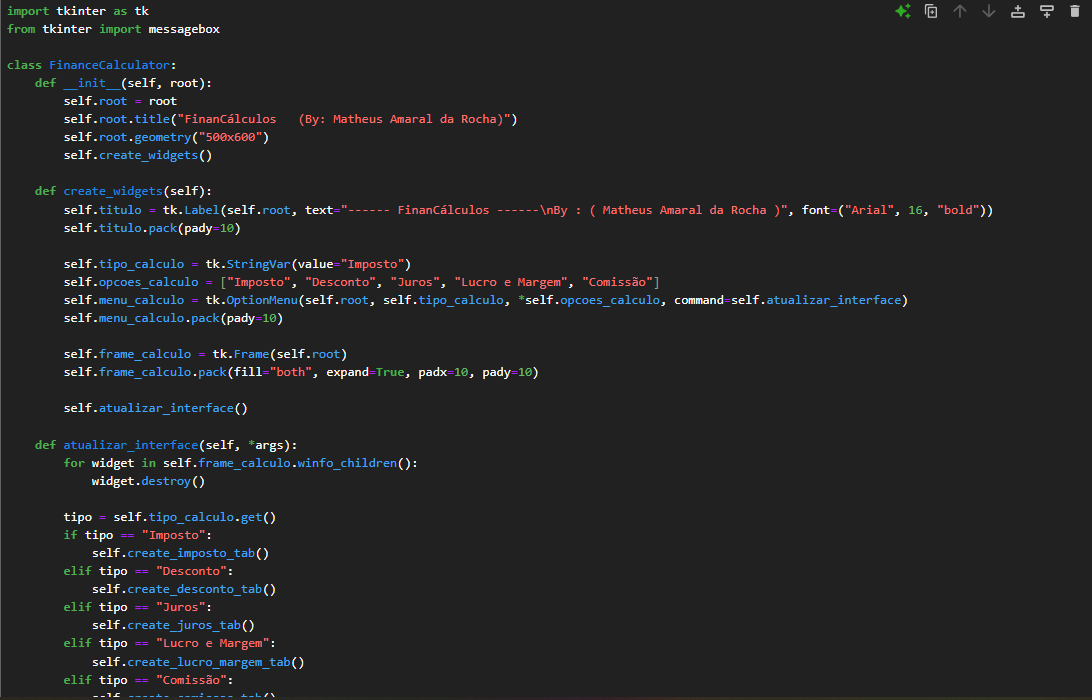 import tkinter as tk
from tkinter import messagebox
class FinanceCalculator:
    def __init__(self, root):
        self.root = root
        self.root.title("FinanCálculos   (By: Matheus Amaral da Rocha)")
        self.root.geometry("500x600")
        self.create_widgets()
    def create_widgets(self):
        self.titulo = tk.Label(self.root, text="------ FinanCálculos ------\nBy : ( Matheus Amaral da Rocha )", font=("Arial", 16, "bold"))
        self.titulo.pack(pady=10)
        self.tipo_calculo = tk.StringVar(value="Imposto")
        self.opcoes_calculo = ["Imposto", "Desconto", "Juros", "Lucro e Margem", "Comissão"]
        self.menu_calculo = tk.OptionMenu(self.root, self.tipo_calculo, *self.opcoes_calculo, command=self.atualizar_interface)
        self.menu_calculo.pack(pady=10)
        self.frame_calculo = tk.Frame(self.root)
        self.frame_calculo.pack(fill="both", expand=True, padx=10, pady=10)
        self.atualizar_interface()
    def atualizar_interface(self, *args):
        for widget in self.frame_calculo.winfo_children():
            widget.destroy()
        tipo = self.tipo_calculo.get()
        if tipo == "Imposto":
            self.create_imposto_tab()
        elif tipo == "Desconto":
            self.create_desconto_tab()
        elif tipo == "Juros":
            self.create_juros_tab()
        elif tipo == "Lucro e Margem":
            self.create_lucro_margem_tab()
        elif tipo == "Comissão":